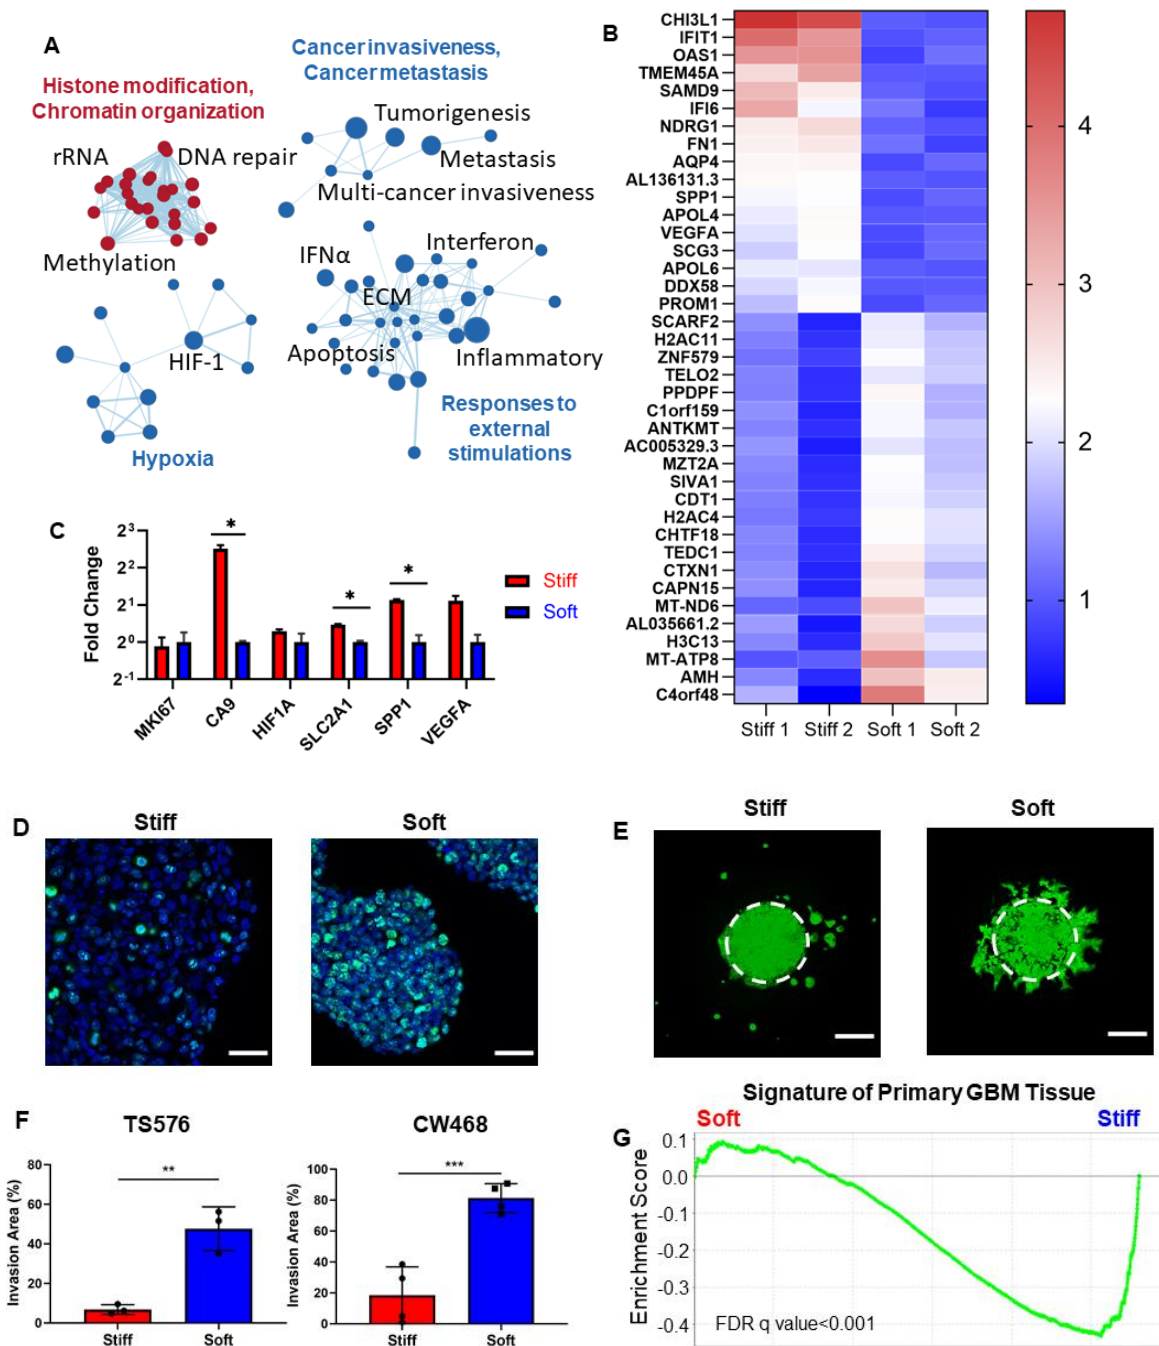 A
Cancer invasiveness,
Cancer metastasis
Histone modification,
Chromatin organization
Tumorigenesis
rRNA
DNA repair
Metastasis
Multi-cancer invasiveness
Methylation
IFNα
Interferon
ECM
HIF-1
Apoptosis
Inflammatory
Responses to
external
stimulations
Hypoxia
B
CHI3L1
IFIT1
OAS1
TMEM45A
SAMD9
IFI6
NDRG1
FN1
AQP4
AL136131.3
SPP1
APOL4
VEGFA
SCG3
APOL6
DDX58
PROM1
SCARF2
H2AC11
ZNF579
TELO2
PPDPF
C1orf159
ANTKMT
AC005329.3
MZT2A
SIVA1
CDT1
H2AC4
CHTF18
TEDC1
CTXN1
CAPN15
MT-ND6
AL035661.2
H3C13
MT-ATP8
AMH
C4orf48
Stiff 1 Stiff 2 Soft 1 Soft 2
4
3
2
1
C
Fold Change
2³
2²
2¹
2⁰
2⁻¹
* * *
MKI67 CA9 HIF1A SLC2A1 SPP1 VEGFA
Stiff
Soft
D
Stiff Soft
E
Stiff Soft
F
TS576
Invasion Area (%)
80
60
40
20
0
**
Stiff Soft
CW468
Invasion Area (%)
100
80
60
40
20
0
***
Stiff Soft
G
Signature of Primary GBM Tissue
Soft Stiff
Enrichment Score
0.1
0.0
-0.1
-0.2
-0.3
-0.4
FDR q value<0.001